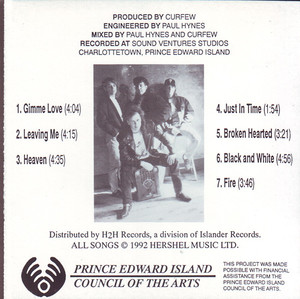 PRODUCED BY CURFEW
ENGINEERED BY PAUL HYNES
MIXED BY PAUL HYNES AND CURFEW
RECORDED AT SOUND VENTURES STUDIOS
CHARLOTTETOWN, PRINCE EDWARD ISLAND
1. Gimme Love (4:04)
2. Leaving Me (4:15)
3. Heaven (4:35)
4. Just In Time (1:54)
5. Broken Hearted (3:21)
6. Black and White (4:56)
7. Fire (3:46)
Distributed by H2H Records, a division of Islander Records.
ALL SONGS © 1992 HERSHEL MUSIC LTD.
PRINCE EDWARD ISLAND
COUNCIL OF THE ARTS
THIS PROJECT WAS MADE
POSSIBLE WITH FINANCIAL
ASSISTANCE FROM THE
PRINCE EDWARD ISLAND
COUNCIL OF THE ARTS.